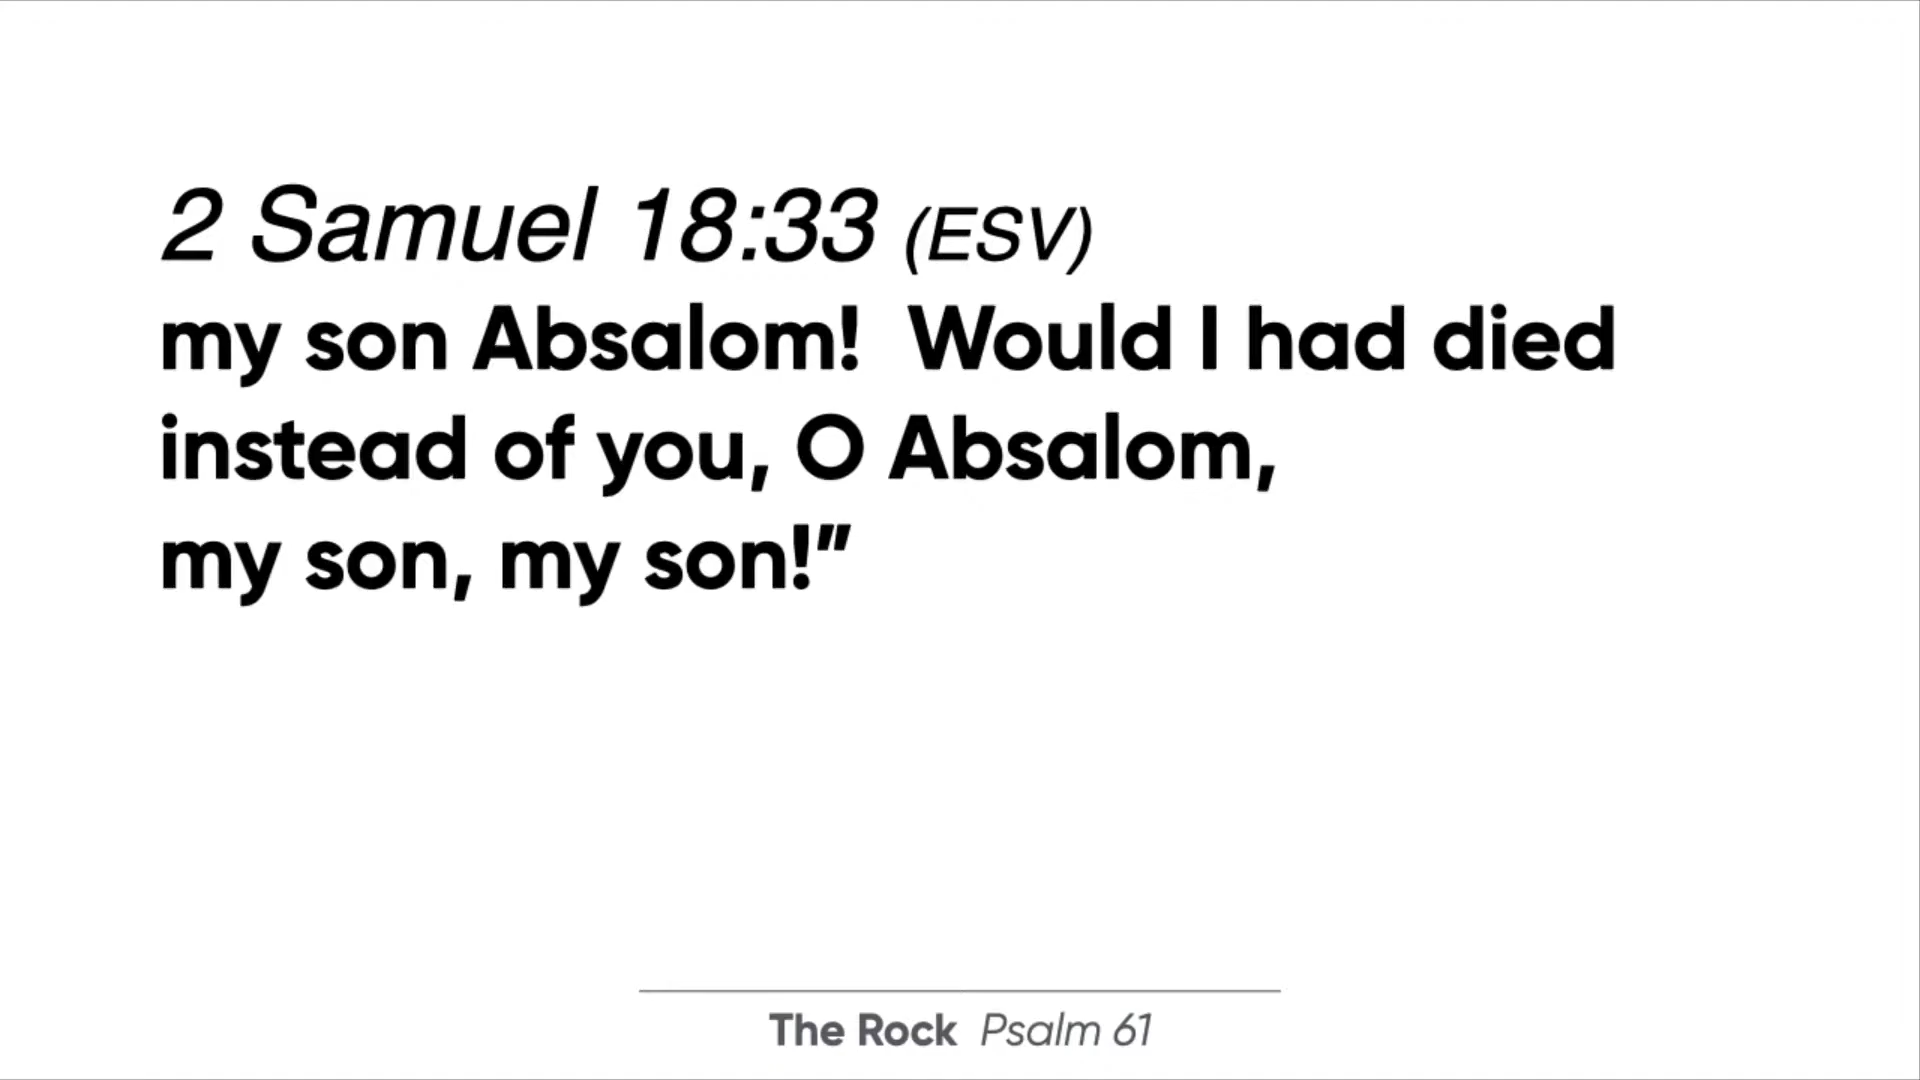 2 Samuel 18:33 (ESV)
my son Absalom!  Would I had died
instead of you, O Absalom,
my son, my son!”
The Rock  Psalm 61